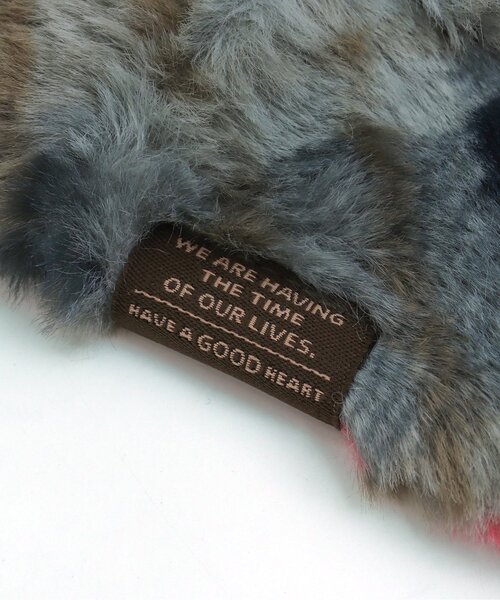 WE ARE HAVING
THE TIME
OF OUR LIVES.
HAVE A GOOD HEART